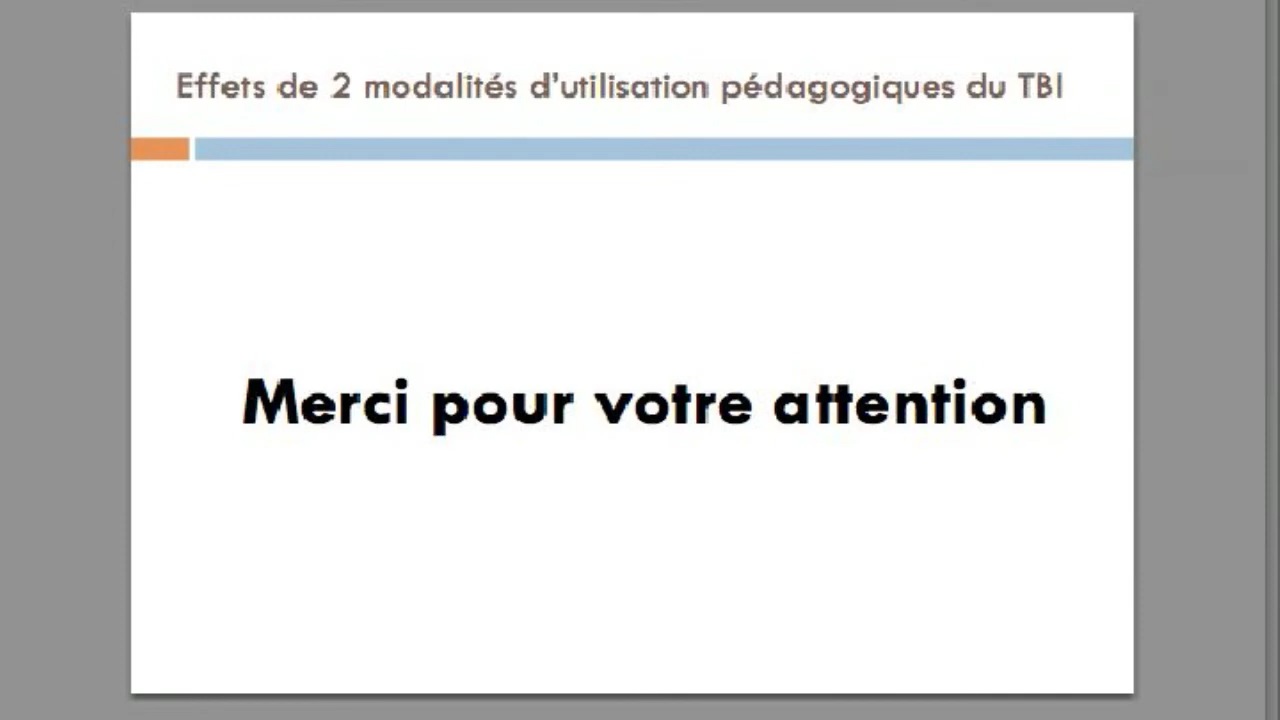 Effets de 2 modalités d'utilisation pédagogiques du TBI
Merci pour votre attention